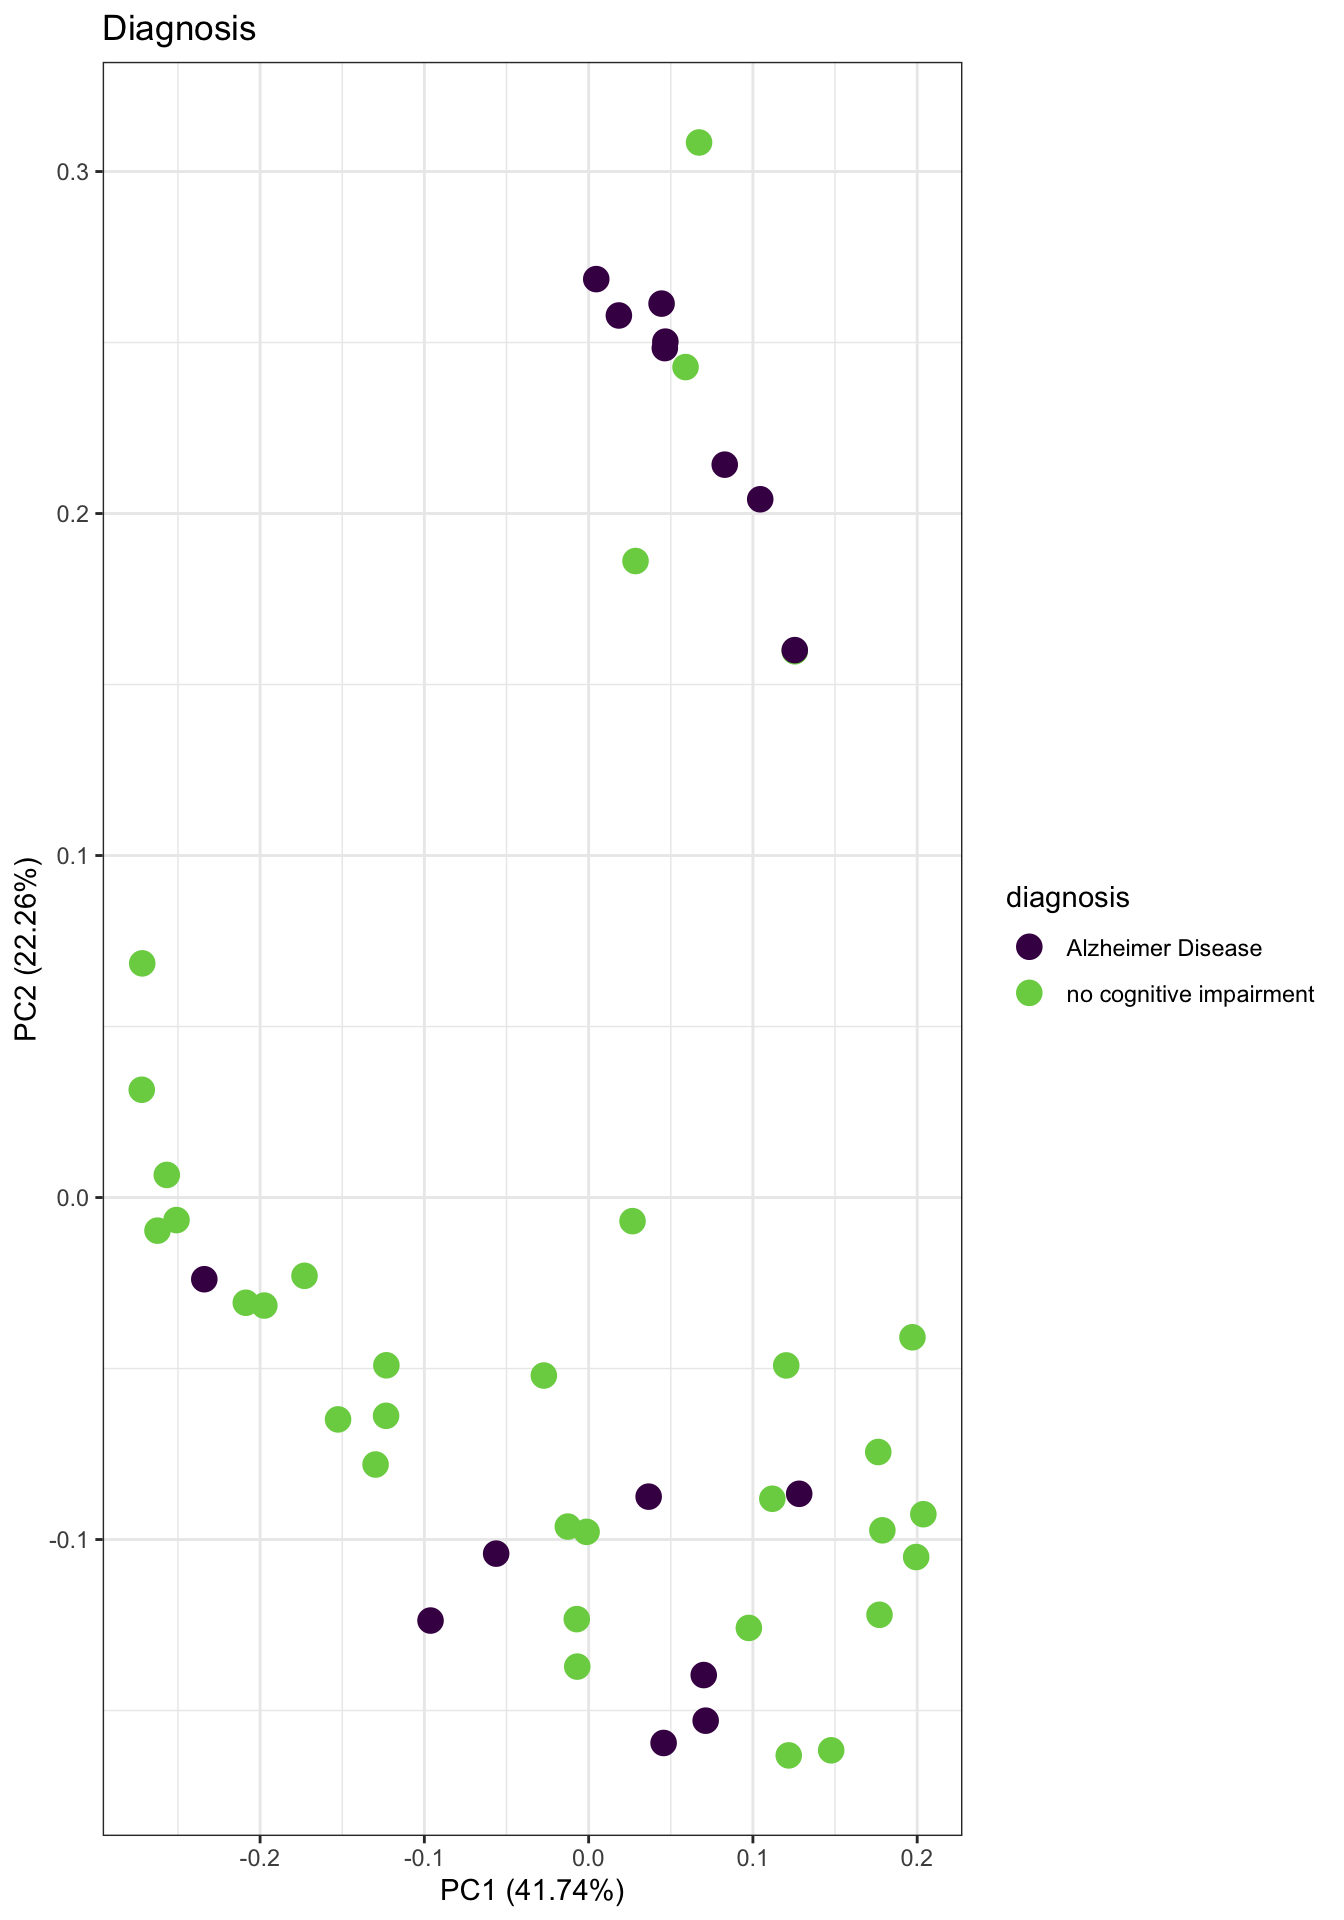 Diagnosis
0.3
0.2
0.1
0.0
-0.1
PC2 (22.26%)
-0.2
-0.1
0.0
0.1
0.2
PC1 (41.74%)
diagnosis
Alzheimer Disease
no cognitive impairment